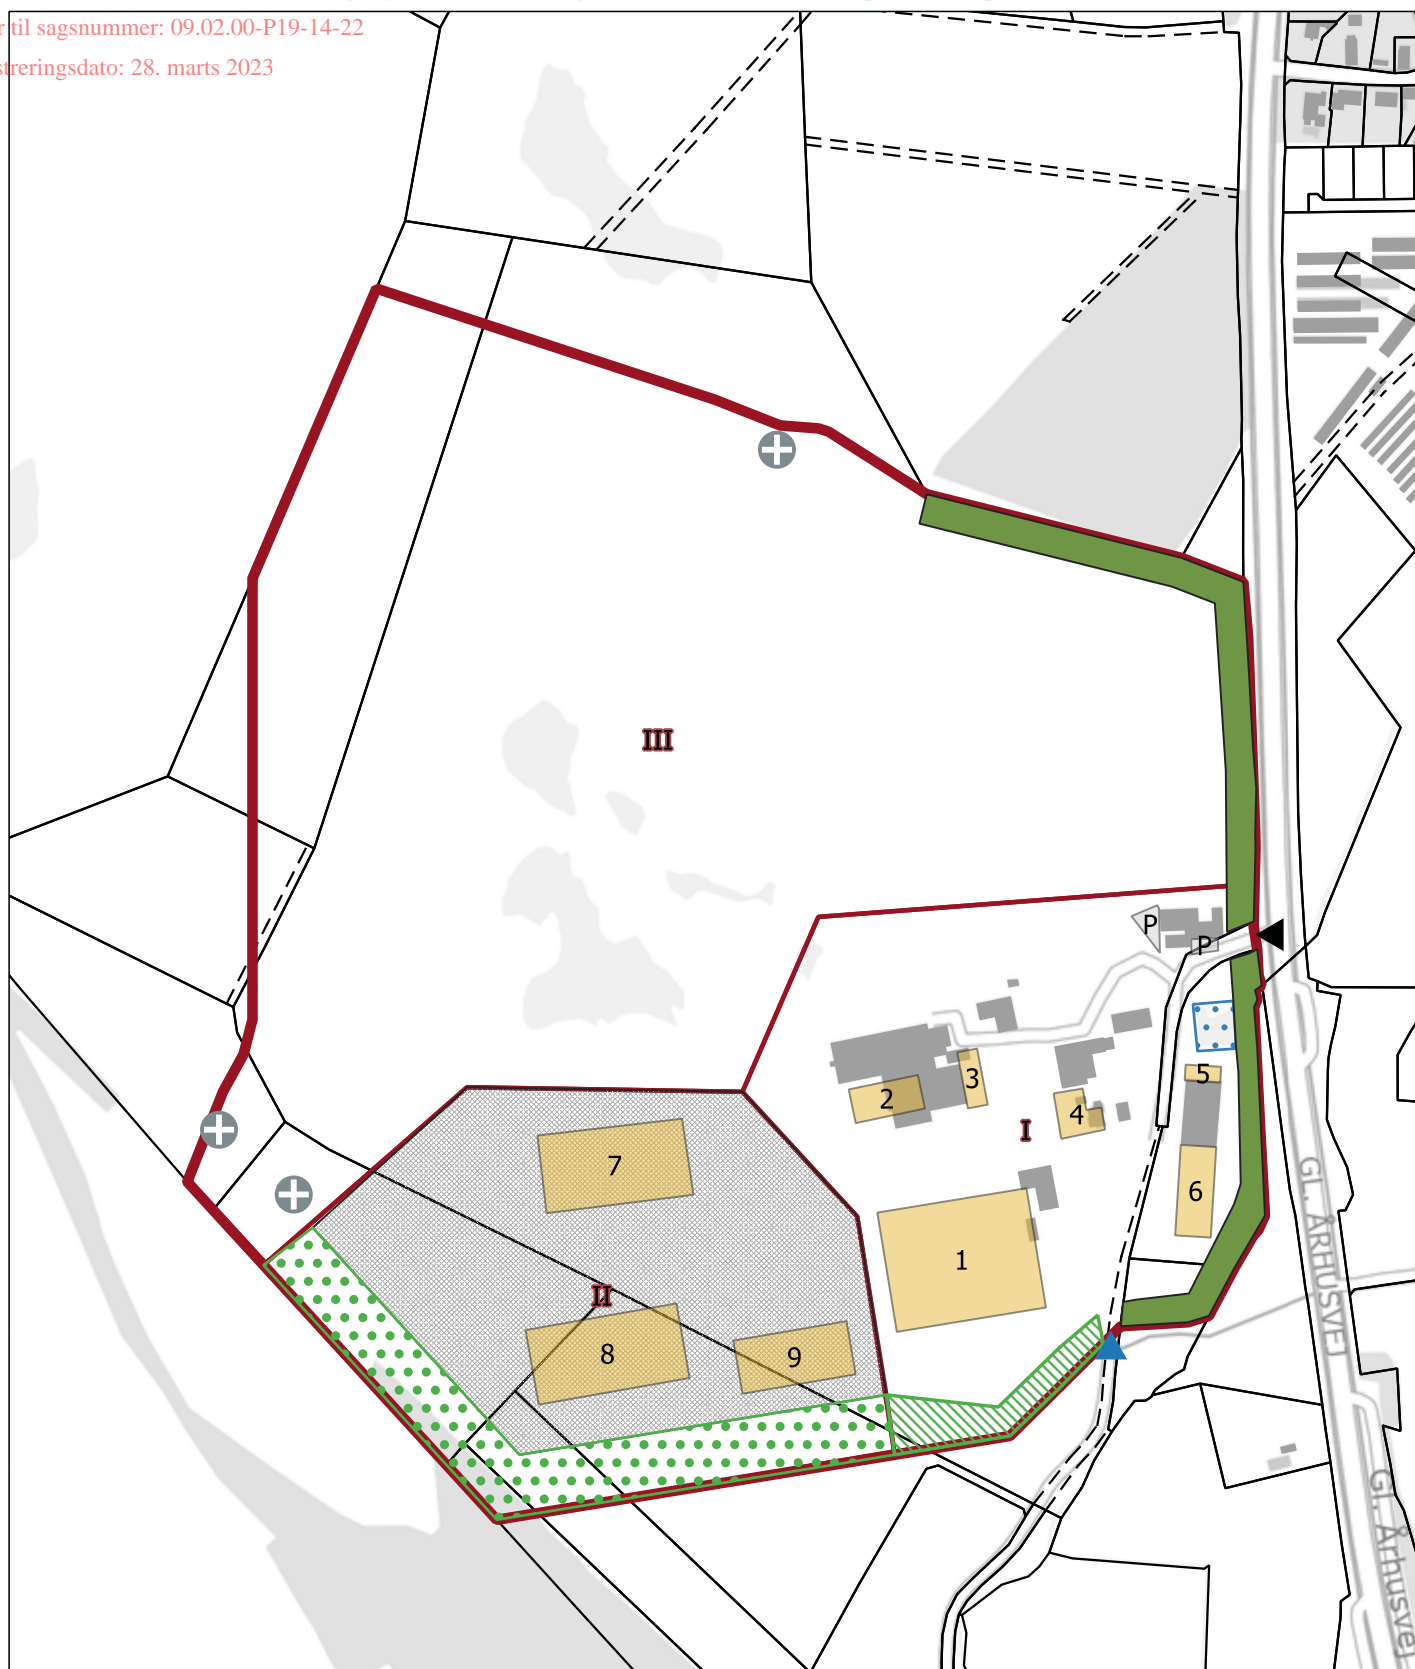 r til sagsnummer: 09.02.00-P19-14-22
streringsdato: 28. marts 2023
III
P
P
5
3
2
4
I
7
6
1
II
8
9
GL. ÅRHUSVEJ
Gl. Århusvej